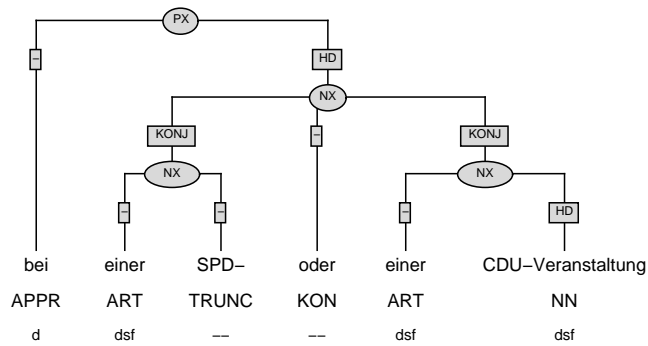 PX
– HD
NX
KONJ – KONJ
NX NX
– – – HD
bei einer SPD– oder einer CDU–Veranstaltung
APPR ART TRUNC KON ART NN
d dsf –– –– dsf dsf